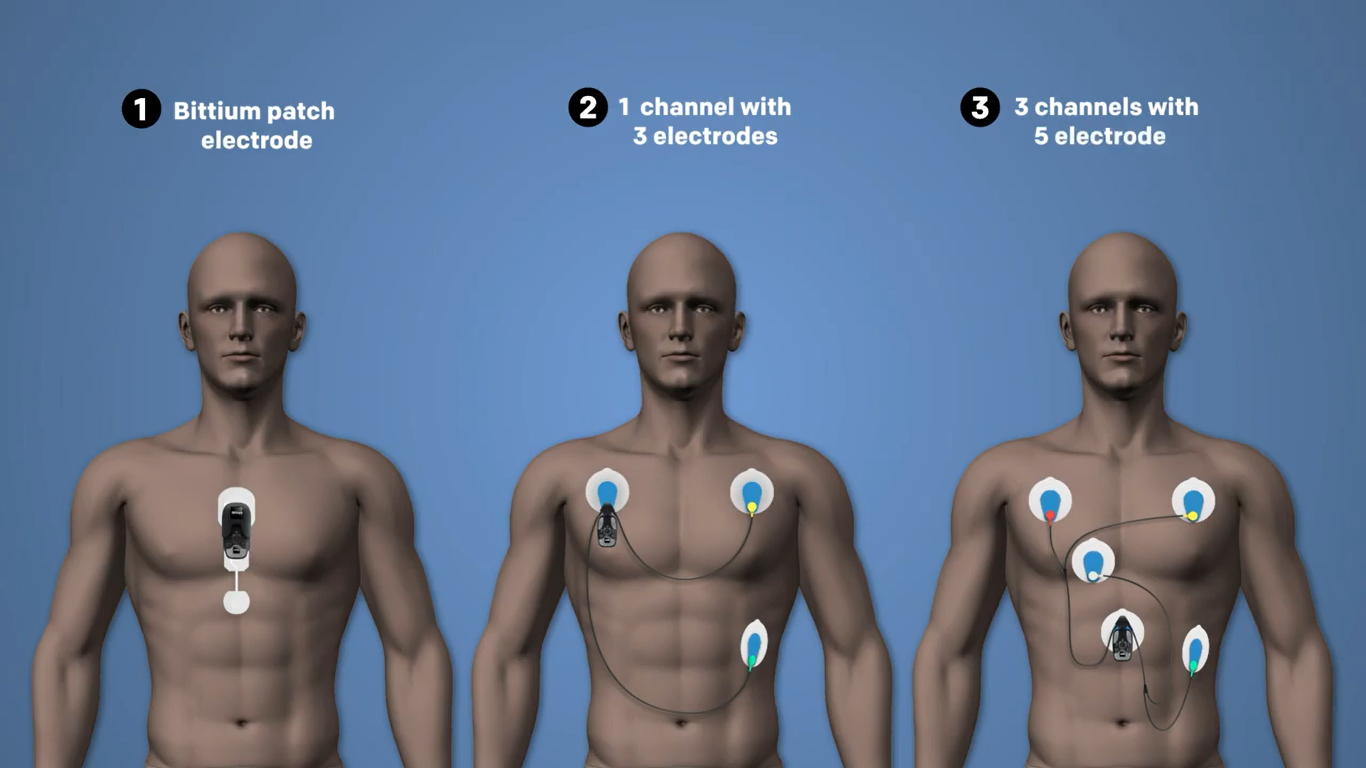 1 Bittium patch
electrode
2 1 channel with
3 electrodes
3 3 channels with
5 electrode